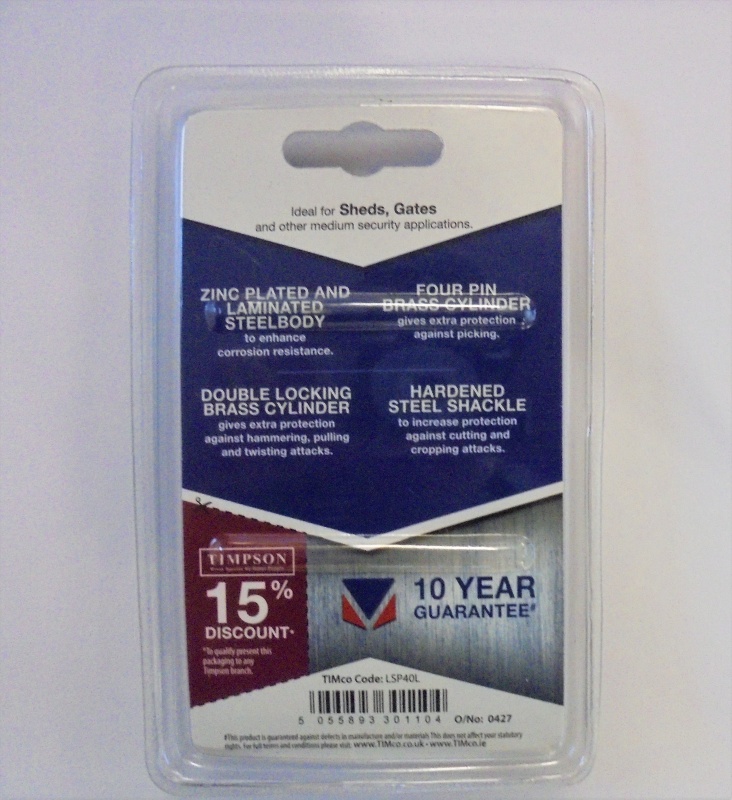 Ideal for Sheds, Gates
and other medium security applications.
ZINC PLATED AND
LAMINATED
STEELBODY
to enhance
corrosion resistance.
FOUR PIN
BRASS CYLINDER
gives extra protection
against picking.
DOUBLE LOCKING
BRASS CYLINDER
gives extra protection
against hammering, pulling
and twisting attacks.
HARDENED
STEEL SHACKLE
to increase protection
against cutting and
cropping attacks.
TIMPSON
15%
DISCOUNT*
*To qualify present this
packaging to any
Timpson branch.
10 YEAR
GUARANTEE#
TIMco Code: LSP40L
5 055893 301104 O/No: 0427
#This product is guaranteed against defects in manufacture and/or materials This does not affect your statutory
rights. For full terms and conditions please visit: www.TIMco.co.uk - www.TIMco.ie